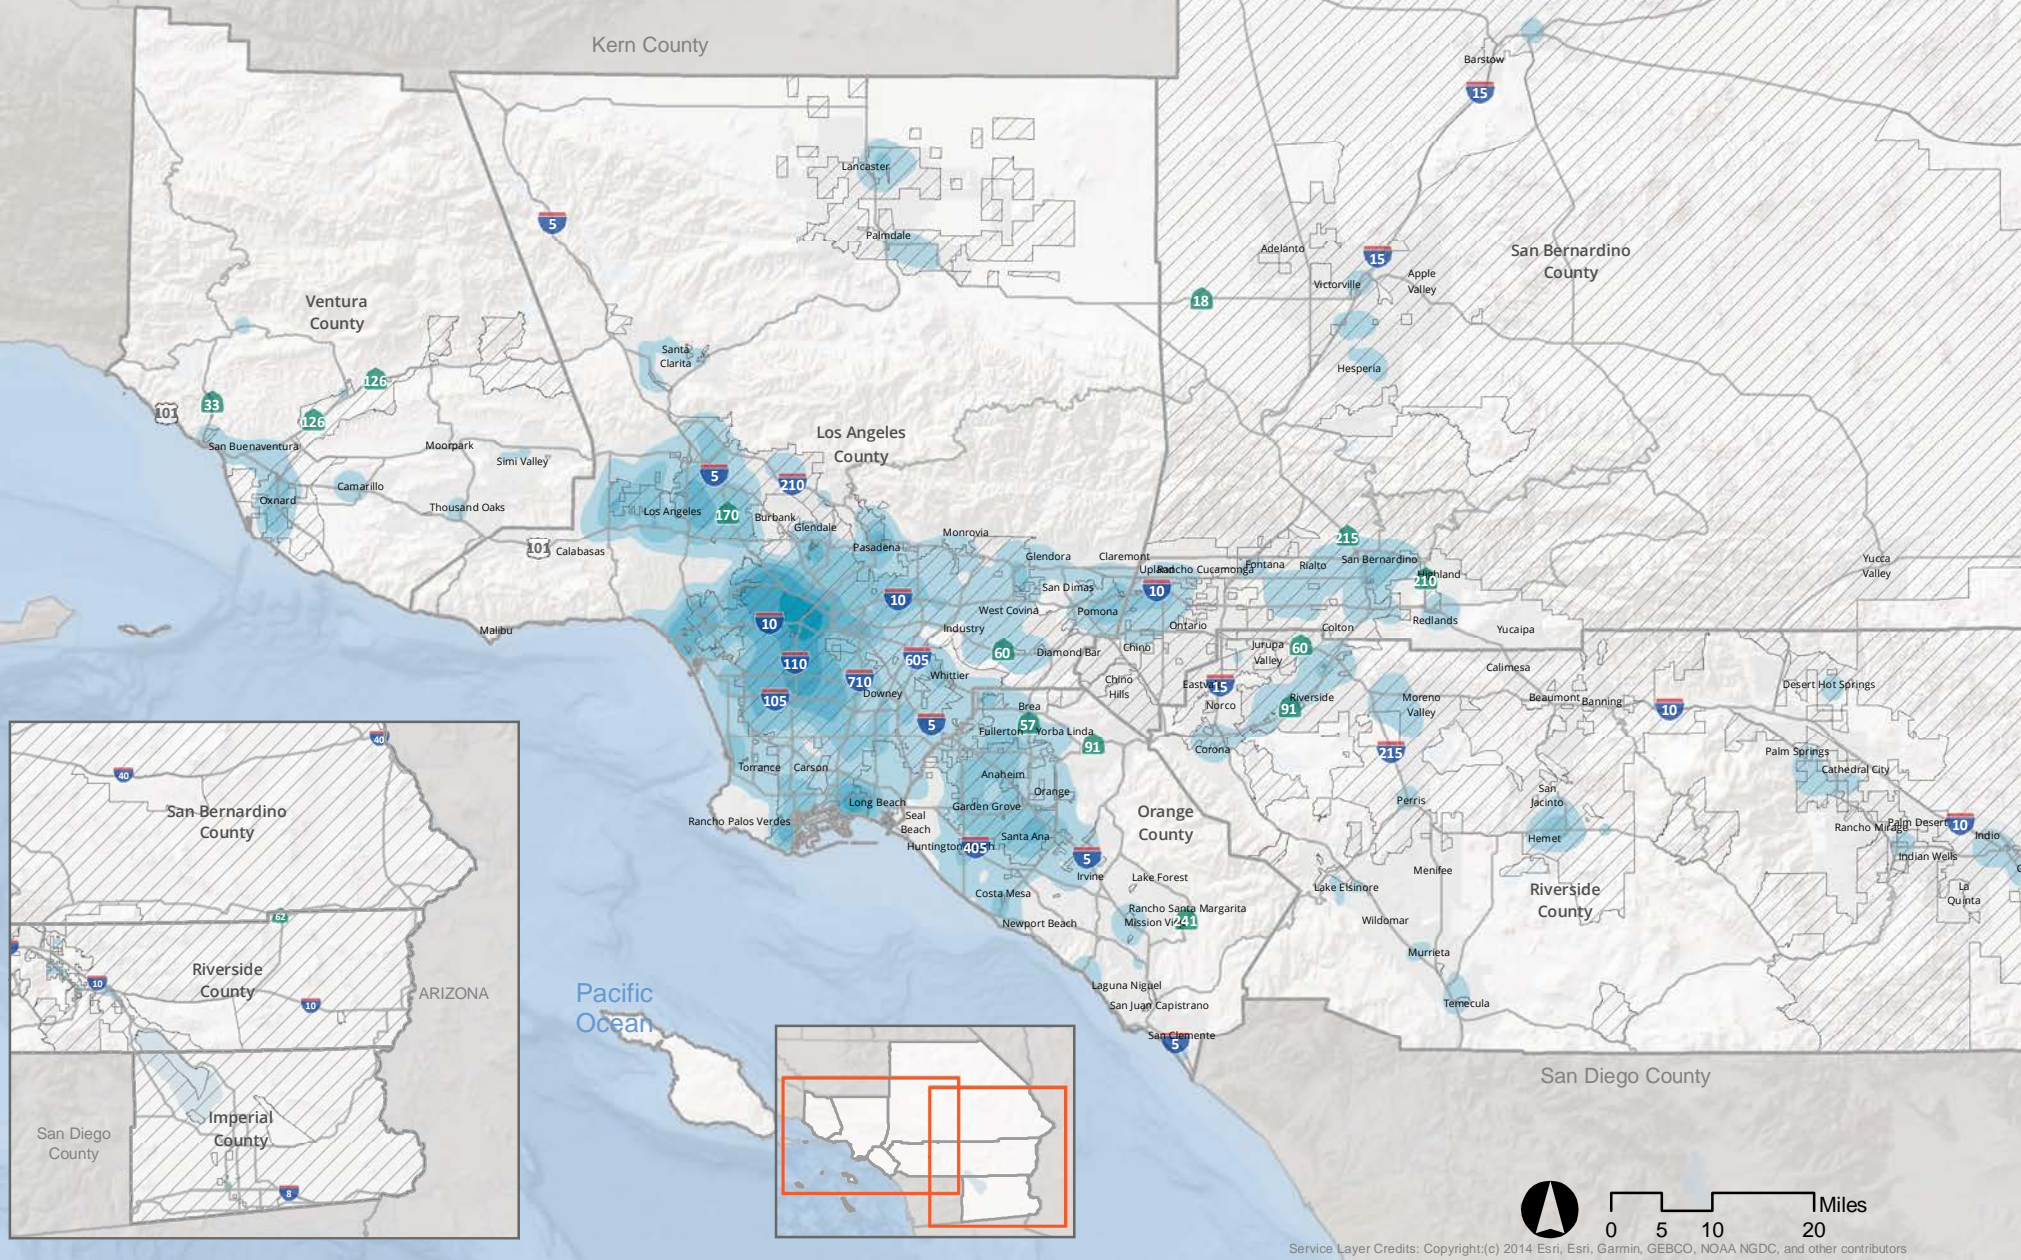 Kern County
Barstow
15
Lancaster
5
Palmdale
Adelanto
15
San Bernardino
County
Apple
Valley
Victorville
18
Ventura
County
Santa
Clarita
Hesperia
126
33
101
126
Los Angeles
County
San Buenaventura
Moorpark
Simi Valley
5
210
Camarillo
Oxnard
Thousand Oaks
Los Angeles
170
Burbank
Glendale
101
Calabasas
Pasadena
Monrovia
Glendora
Claremont
215
San Bernardino
Upland
Rancho Cucamonga
Fontana
Rialto
Highland
210
Yucca
Valley
10
San Dimas
10
West Covina
Pomona
10
Industry
Ontario
Colton
Redlands
Yucaipa
Malibu
110
605
60
Diamond Bar
Chino
Jurupa
Valley
60
Calimesa
Whittier
710
Downey
105
Chino
Hills
Eastva
15
Norco
Riverside
91
Moreno
Valley
Beaumont
Banning
10
Desert Hot Springs
Brea
57
Fullerton
Yorba Linda
5
91
Corona
215
Palm Springs
Cathedral City
Torrance
Carson
Anaheim
Orange
Long Beach
Garden Grove
Perris
San
Jacinto
Rancho Palos Verdes
Seal
Beach
Santa Ana
Orange
County
Hemet
Rancho Mirage
Palm Desert
10
Indio
Huntington
405
5
Irvine
Indian Wells
Lake Forest
Menifee
Lake Elsinore
Riverside
County
La
Quinta
Costa Mesa
Rancho Santa Margarita
Mission Vi
241
Newport Beach
Wildomar
Murrieta
Laguna Niguel
San Juan Capistrano
Temecula
San Clemente
5
San Diego County
Pacific
Ocean
40
40
San Bernardino
County
62
Riverside
County
10
10
ARIZONA
Imperial
County
San Diego
County
8
Miles
0 5 10 20
Service Layer Credits: Copyright:(c) 2014 Esri, Esri, Garmin, GEBCO, NOAA NGDC, and other contributors